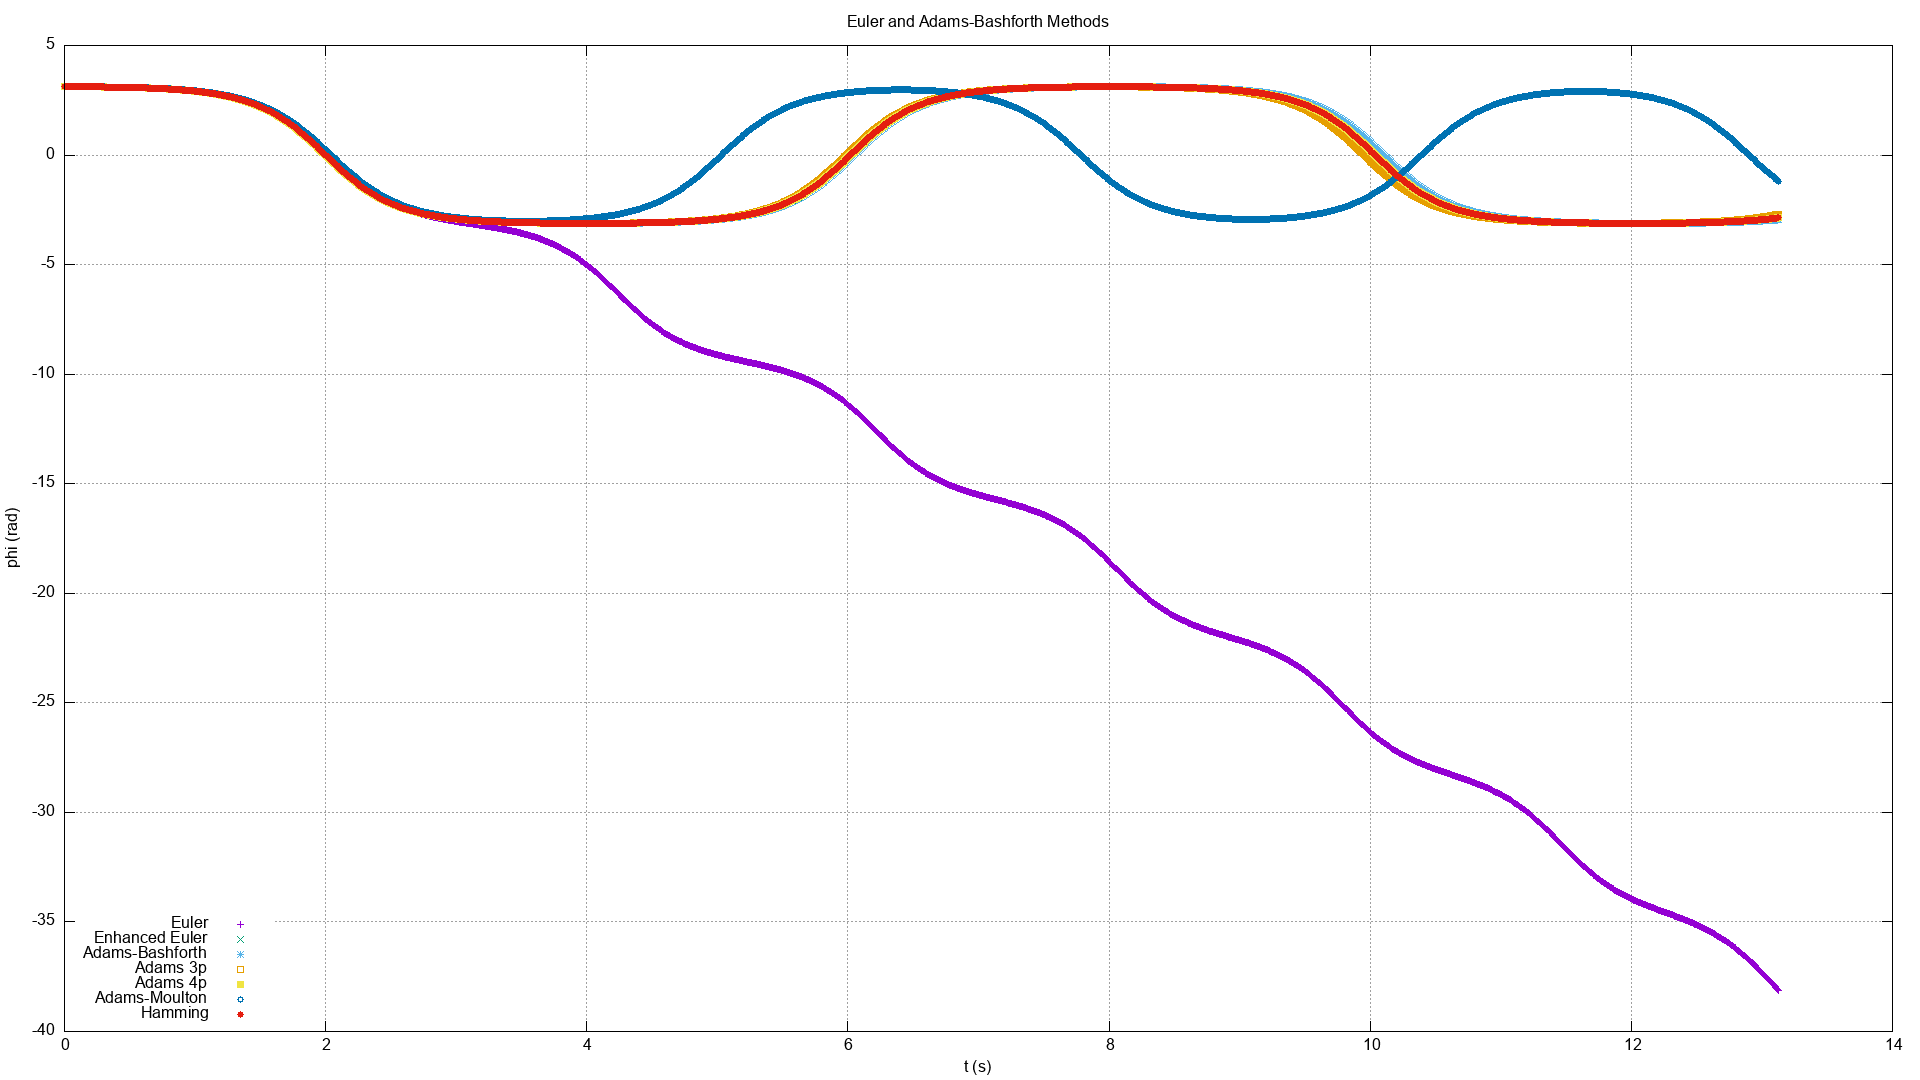 Euler and Adams-Bashforth Methods
5
0
-5
-10
-15
-20
-25
-30
-35
-40
phi (rad)
Euler
Enhanced Euler
Adams-Bashforth
Adams 3p
Adams 4p
Adams-Moulton
Hamming
0 2 4 6 8 10 12 14
t (s)